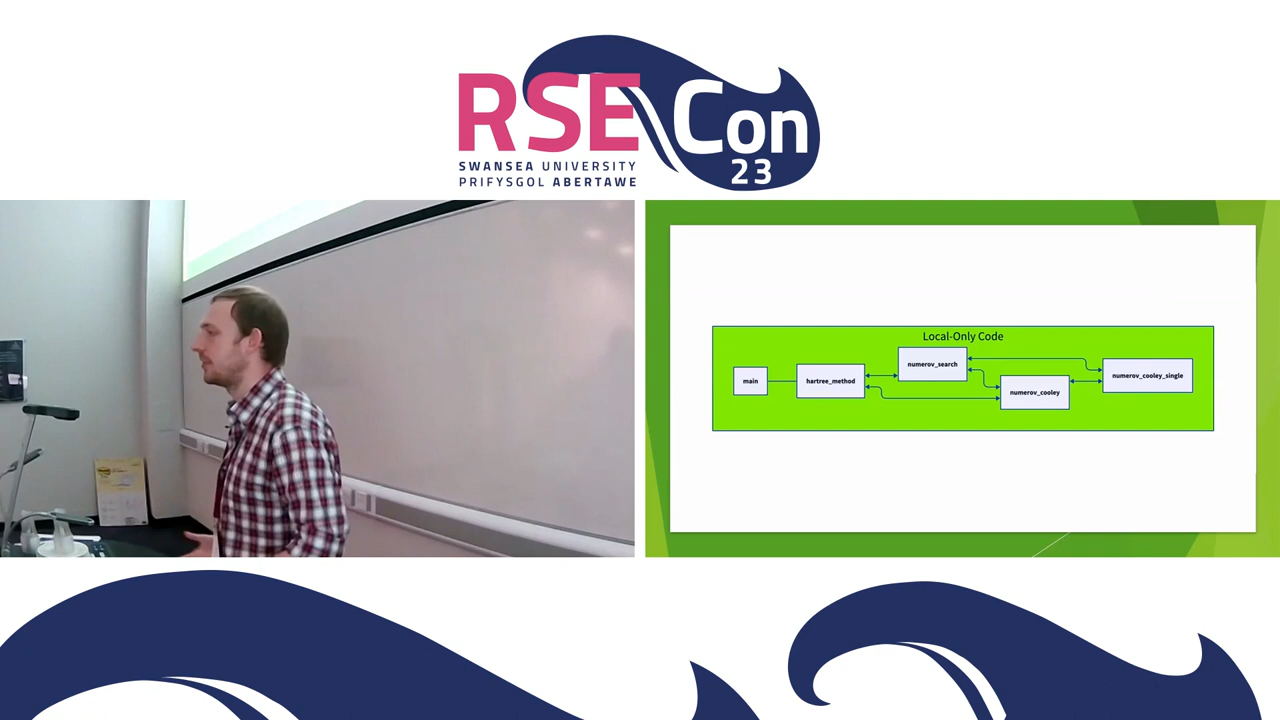 RSE Con
23
SWANSEA UNIVERSITY
PRIFYSGOL ABERTAWE
Local-Only Code
main
hartree_method
numerov_search
numerov_cooley
numerov_cooley_single